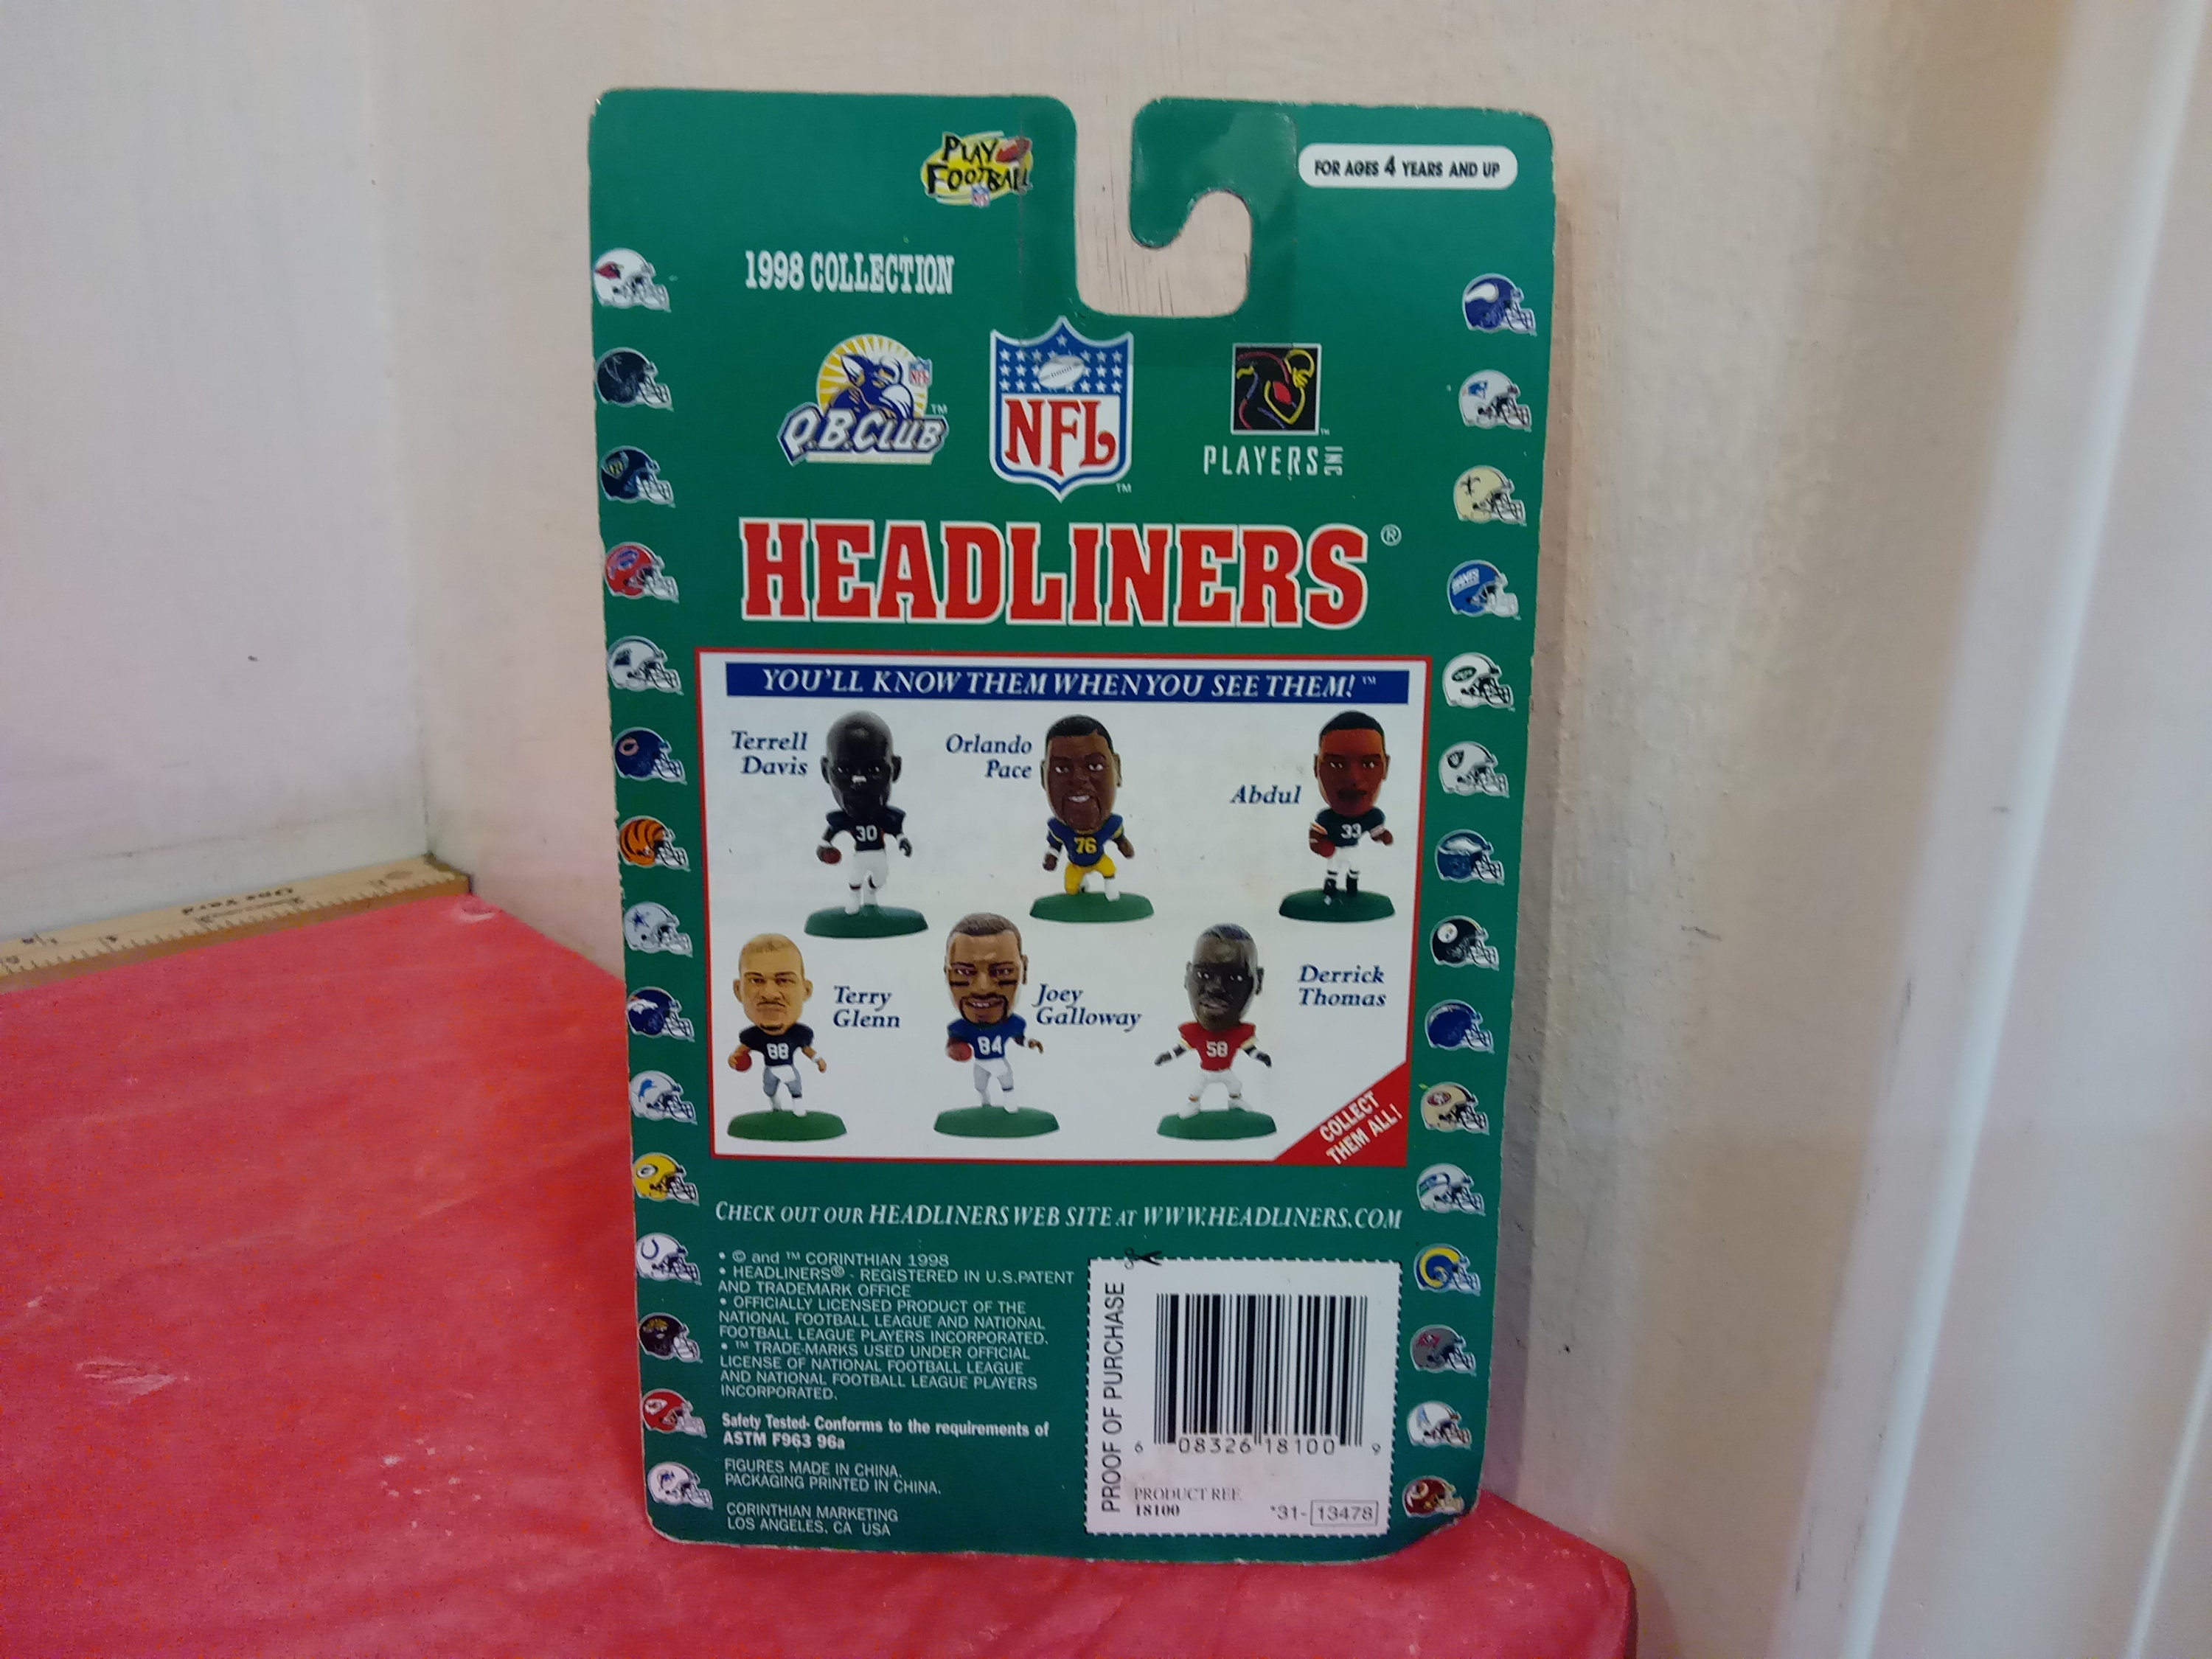 PLAY
FOOTBALL
FOR AGES 4 YEARS AND UP
1998 COLLECTION
Q.B.CLUB™
NFL
NFL™
PLAYERS INC™
HEADLINERS®
YOU'LL KNOW THEM WHEN YOU SEE THEM!™
Terrell
Davis
30
Orlando
Pace
76
Abdul
33
Terry
Glenn
88
Joey
Galloway
84
Derrick
Thomas
58
COLLECT
THEM ALL!
CHECK OUT OUR HEADLINERS WEB SITE AT WWW.HEADLINERS.COM
• © and ™ CORINTHIAN 1998
• HEADLINERS® - REGISTERED IN U.S.PATENT
AND TRADEMARK OFFICE
• OFFICIALLY LICENSED PRODUCT OF THE
NATIONAL FOOTBALL LEAGUE AND NATIONAL
FOOTBALL LEAGUE PLAYERS INCORPORATED.
• ™ TRADE-MARKS USED UNDER OFFICIAL
LICENSE OF NATIONAL FOOTBALL LEAGUE
AND NATIONAL FOOTBALL LEAGUE PLAYERS
INCORPORATED.
Safety Tested- Conforms to the requirements of
ASTM F963 96a
FIGURES MADE IN CHINA.
PACKAGING PRINTED IN CHINA.
CORINTHIAN MARKETING
LOS ANGELES, CA USA
PROOF OF PURCHASE
6 08326 18100 9
PRODUCT REF.
18100
*31- 13478